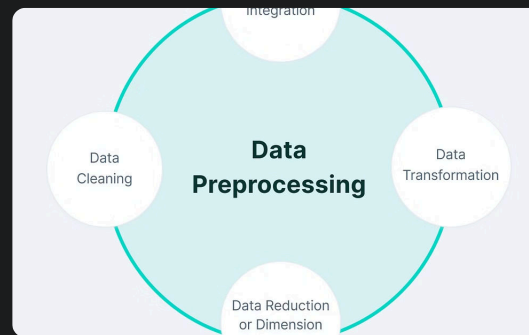 Integration
Data
Cleaning
Data
Preprocessing
Data
Transformation
Data Reduction
or Dimension